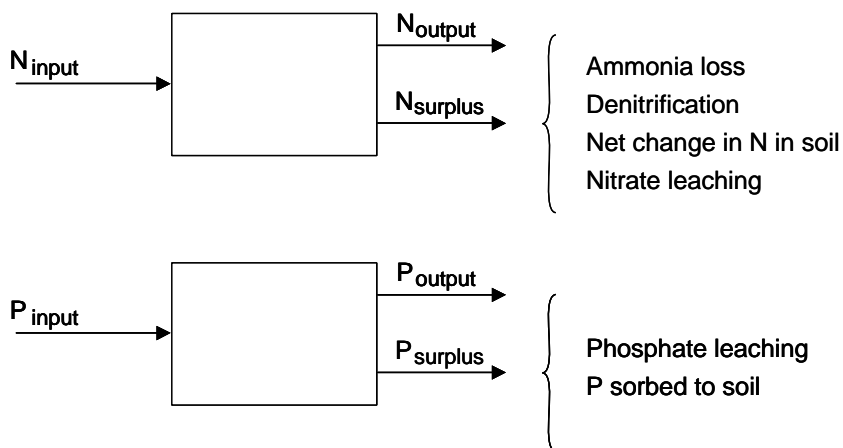 N input
N output
N surplus
Ammonia loss
Denitrification
Net change in N in soil
Nitrate leaching
P input
P output
P surplus
Phosphate leaching
P sorbed to soil